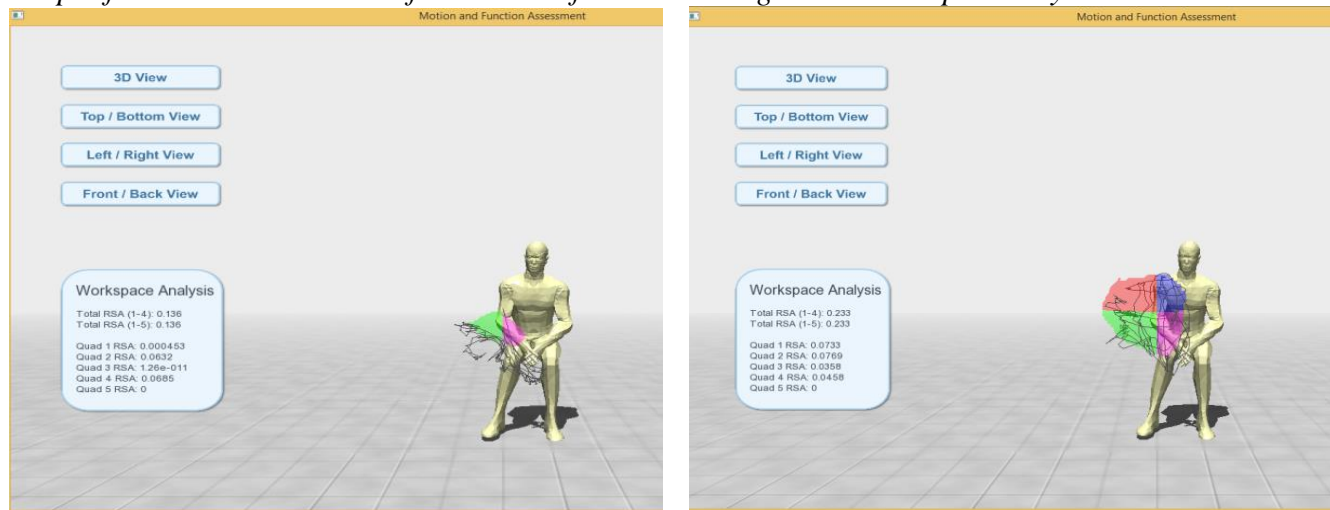 Motion and Function Assessment
3D View
Top / Bottom View
Left / Right View
Front / Back View
Workspace Analysis
Total RSA (1-4): 0.136
Total RSA (1-5): 0.136
Quad 1 RSA: 0.000453
Quad 2 RSA: 0.0632
Quad 3 RSA: 1.26e-011
Quad 4 RSA: 0.0685
Quad 5 RSA: 0
Motion and Function Assessment
3D View
Top / Bottom View
Left / Right View
Front / Back View
Workspace Analysis
Total RSA (1-4): 0.233
Total RSA (1-5): 0.233
Quad 1 RSA: 0.0733
Quad 2 RSA: 0.0769
Quad 3 RSA: 0.0358
Quad 4 RSA: 0.0458
Quad 5 RSA: 0